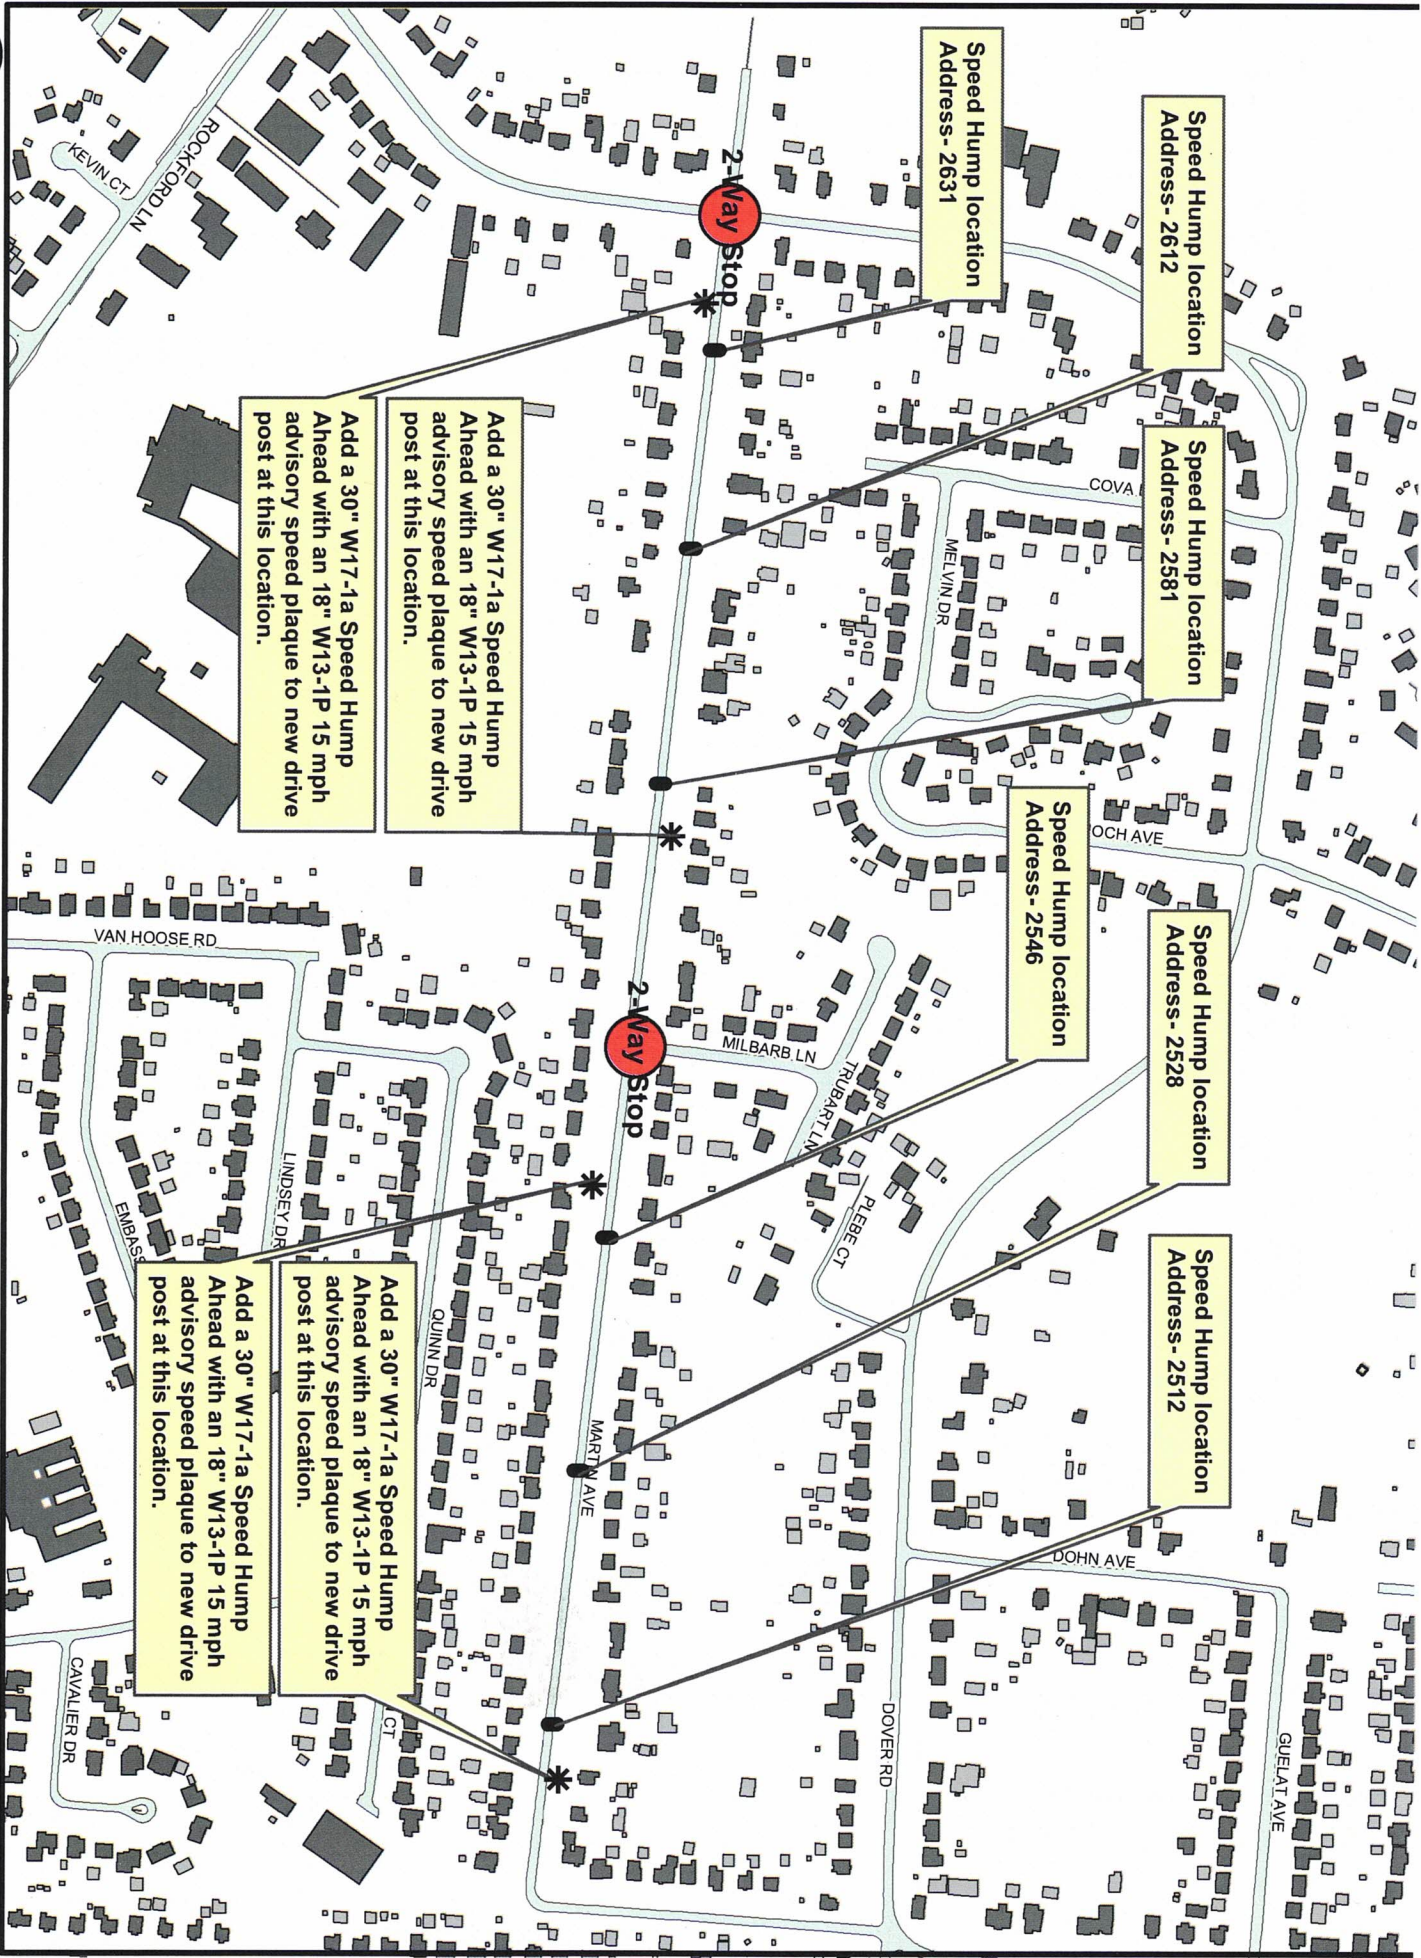 Speed Hump location
Address- 2631
Speed Hump location
Address- 2612
Speed Hump location
Address- 2581
Speed Hump location
Address- 2546
Speed Hump location
Address- 2528
Speed Hump location
Address- 2512
2-Way Stop
2-Way Stop
Add a 30" W17-1a Speed Hump
Ahead with an 18" W13-1P 15 mph
advisory speed plaque to new drive
post at this location.
Add a 30" W17-1a Speed Hump
Ahead with an 18" W13-1P 15 mph
advisory speed plaque to new drive
post at this location.
Add a 30" W17-1a Speed Hump
Ahead with an 18" W13-1P 15 mph
advisory speed plaque to new drive
post at this location.
Add a 30" W17-1a Speed Hump
Ahead with an 18" W13-1P 15 mph
advisory speed plaque to new drive
post at this location.
ROCKFORD LN
KEVIN CT
COVA
MELVIN DR
OCH AVE
VAN HOOSE RD
MILBARB LN
TRUBART LN
PLEBE CT
LINDSEY DR
EMBASS
QUINN DR
MARTIN AVE
DOHN AVE
DOVER RD
GUELAT AVE
CAVALIER DR
CT